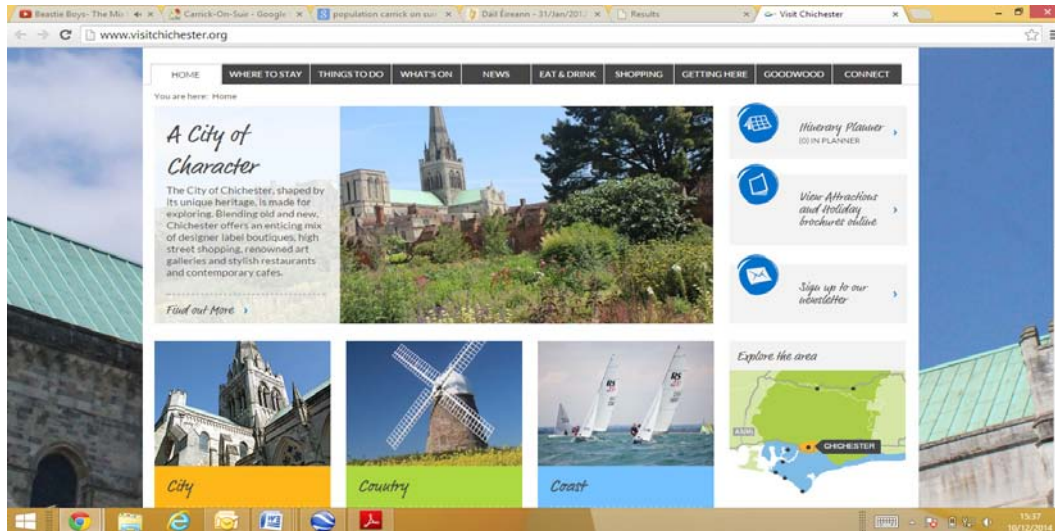 Beastie Boys- The Mi
Carrick-On-Suir - Google
population carrick on suir
Dáil Éireann - 31/Jan/201
Results
Visit Chichester
www.visitchichester.org
HOME
WHERE TO STAY
THINGS TO DO
WHAT'S ON
NEWS
EAT & DRINK
SHOPPING
GETTING HERE
GOODWOOD
CONNECT
You are here: Home
A City of
Character
The City of Chichester, shaped by
its unique heritage, is made for
exploring. Blending old and new,
Chichester offers an enticing mix
of designer label boutiques, high
street shopping, renowned art
galleries and stylish restaurants
and contemporary cafes.
Find out More
Itinerary Planner
(0) IN PLANNER
View Attractions
and Holiday
brochures online
Sign up to our
newsletter
City
Country
Coast
Explore the area
CHICHESTER
15:37
10/12/2014